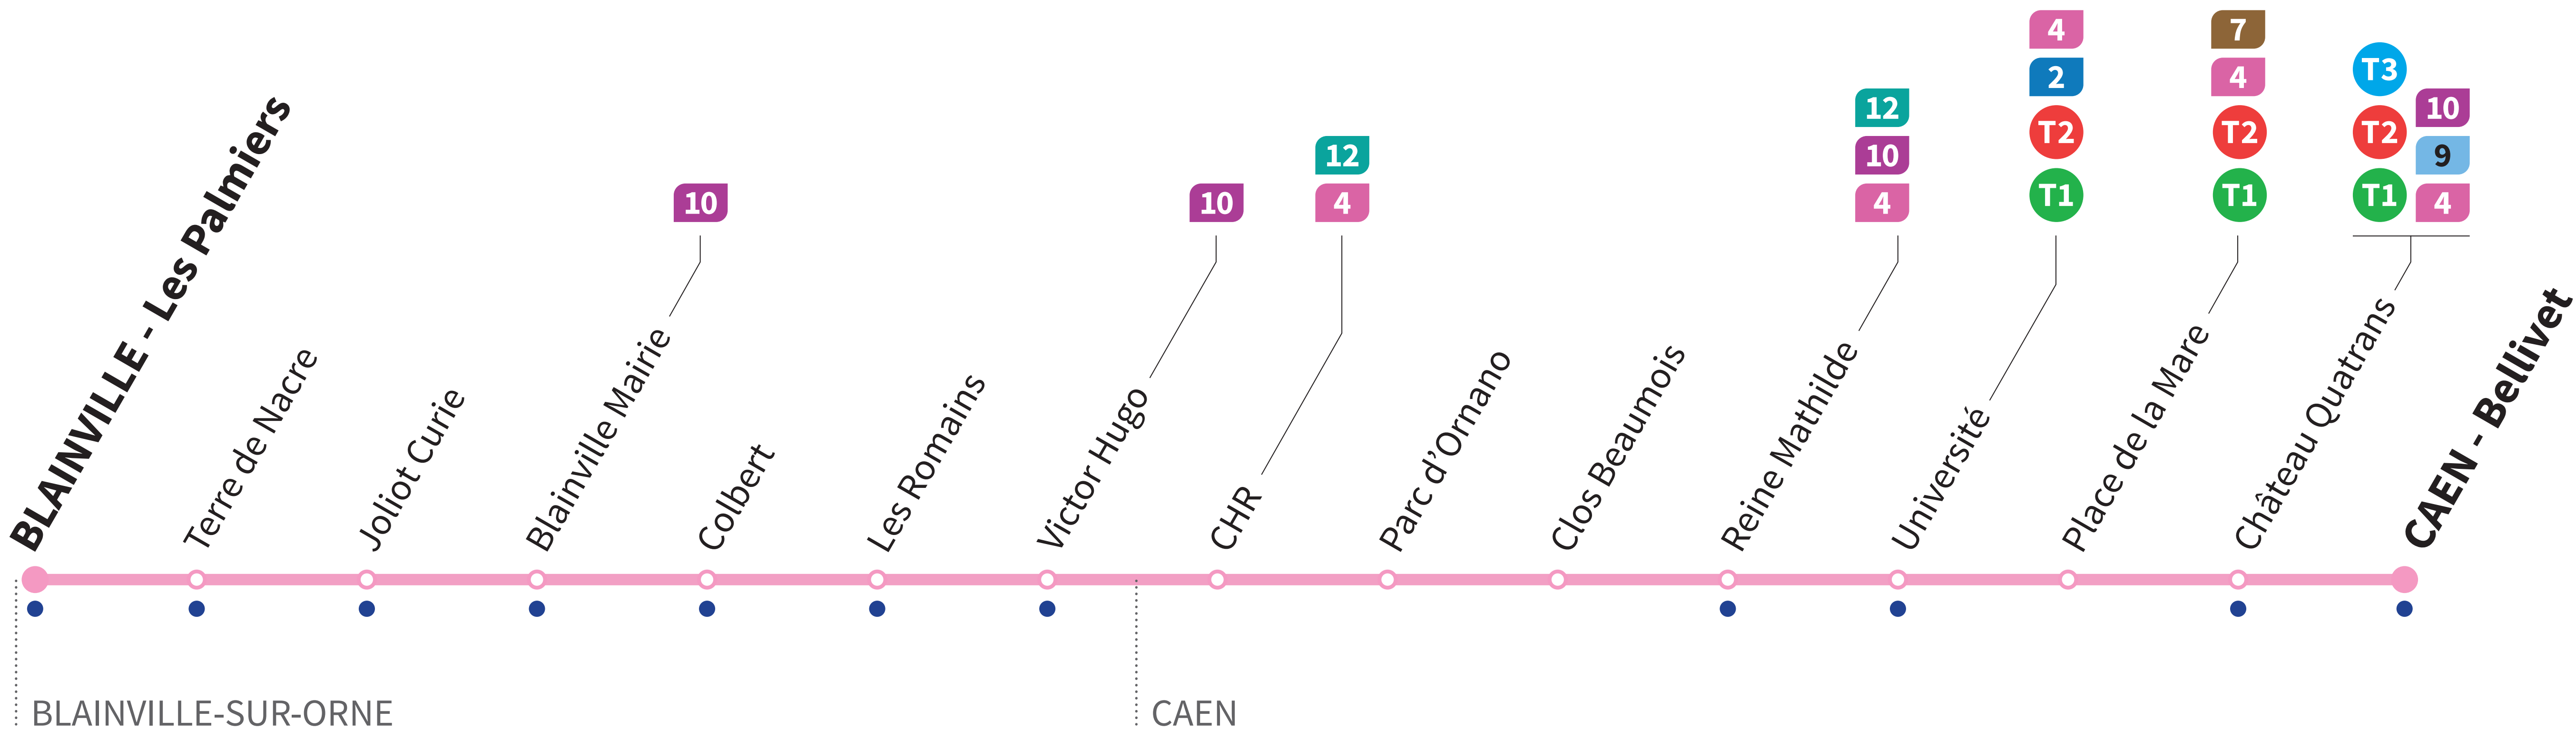 BLAINVILLE - Les Palmiers
Terre de Nacre
Joliot Curie
Blainville Mairie
10
Colbert
Les Romains
Victor Hugo
10
CHR
12
4
Parc d'Ornano
Clos Beaumois
Reine Mathilde
12
10
4
Université
4
2
T2
T1
Place de la Mare
7
4
T2
T1
Château Quatrans
T3
T2
T1
10
9
4
CAEN - Bellivet
BLAINVILLE-SUR-ORNE
CAEN